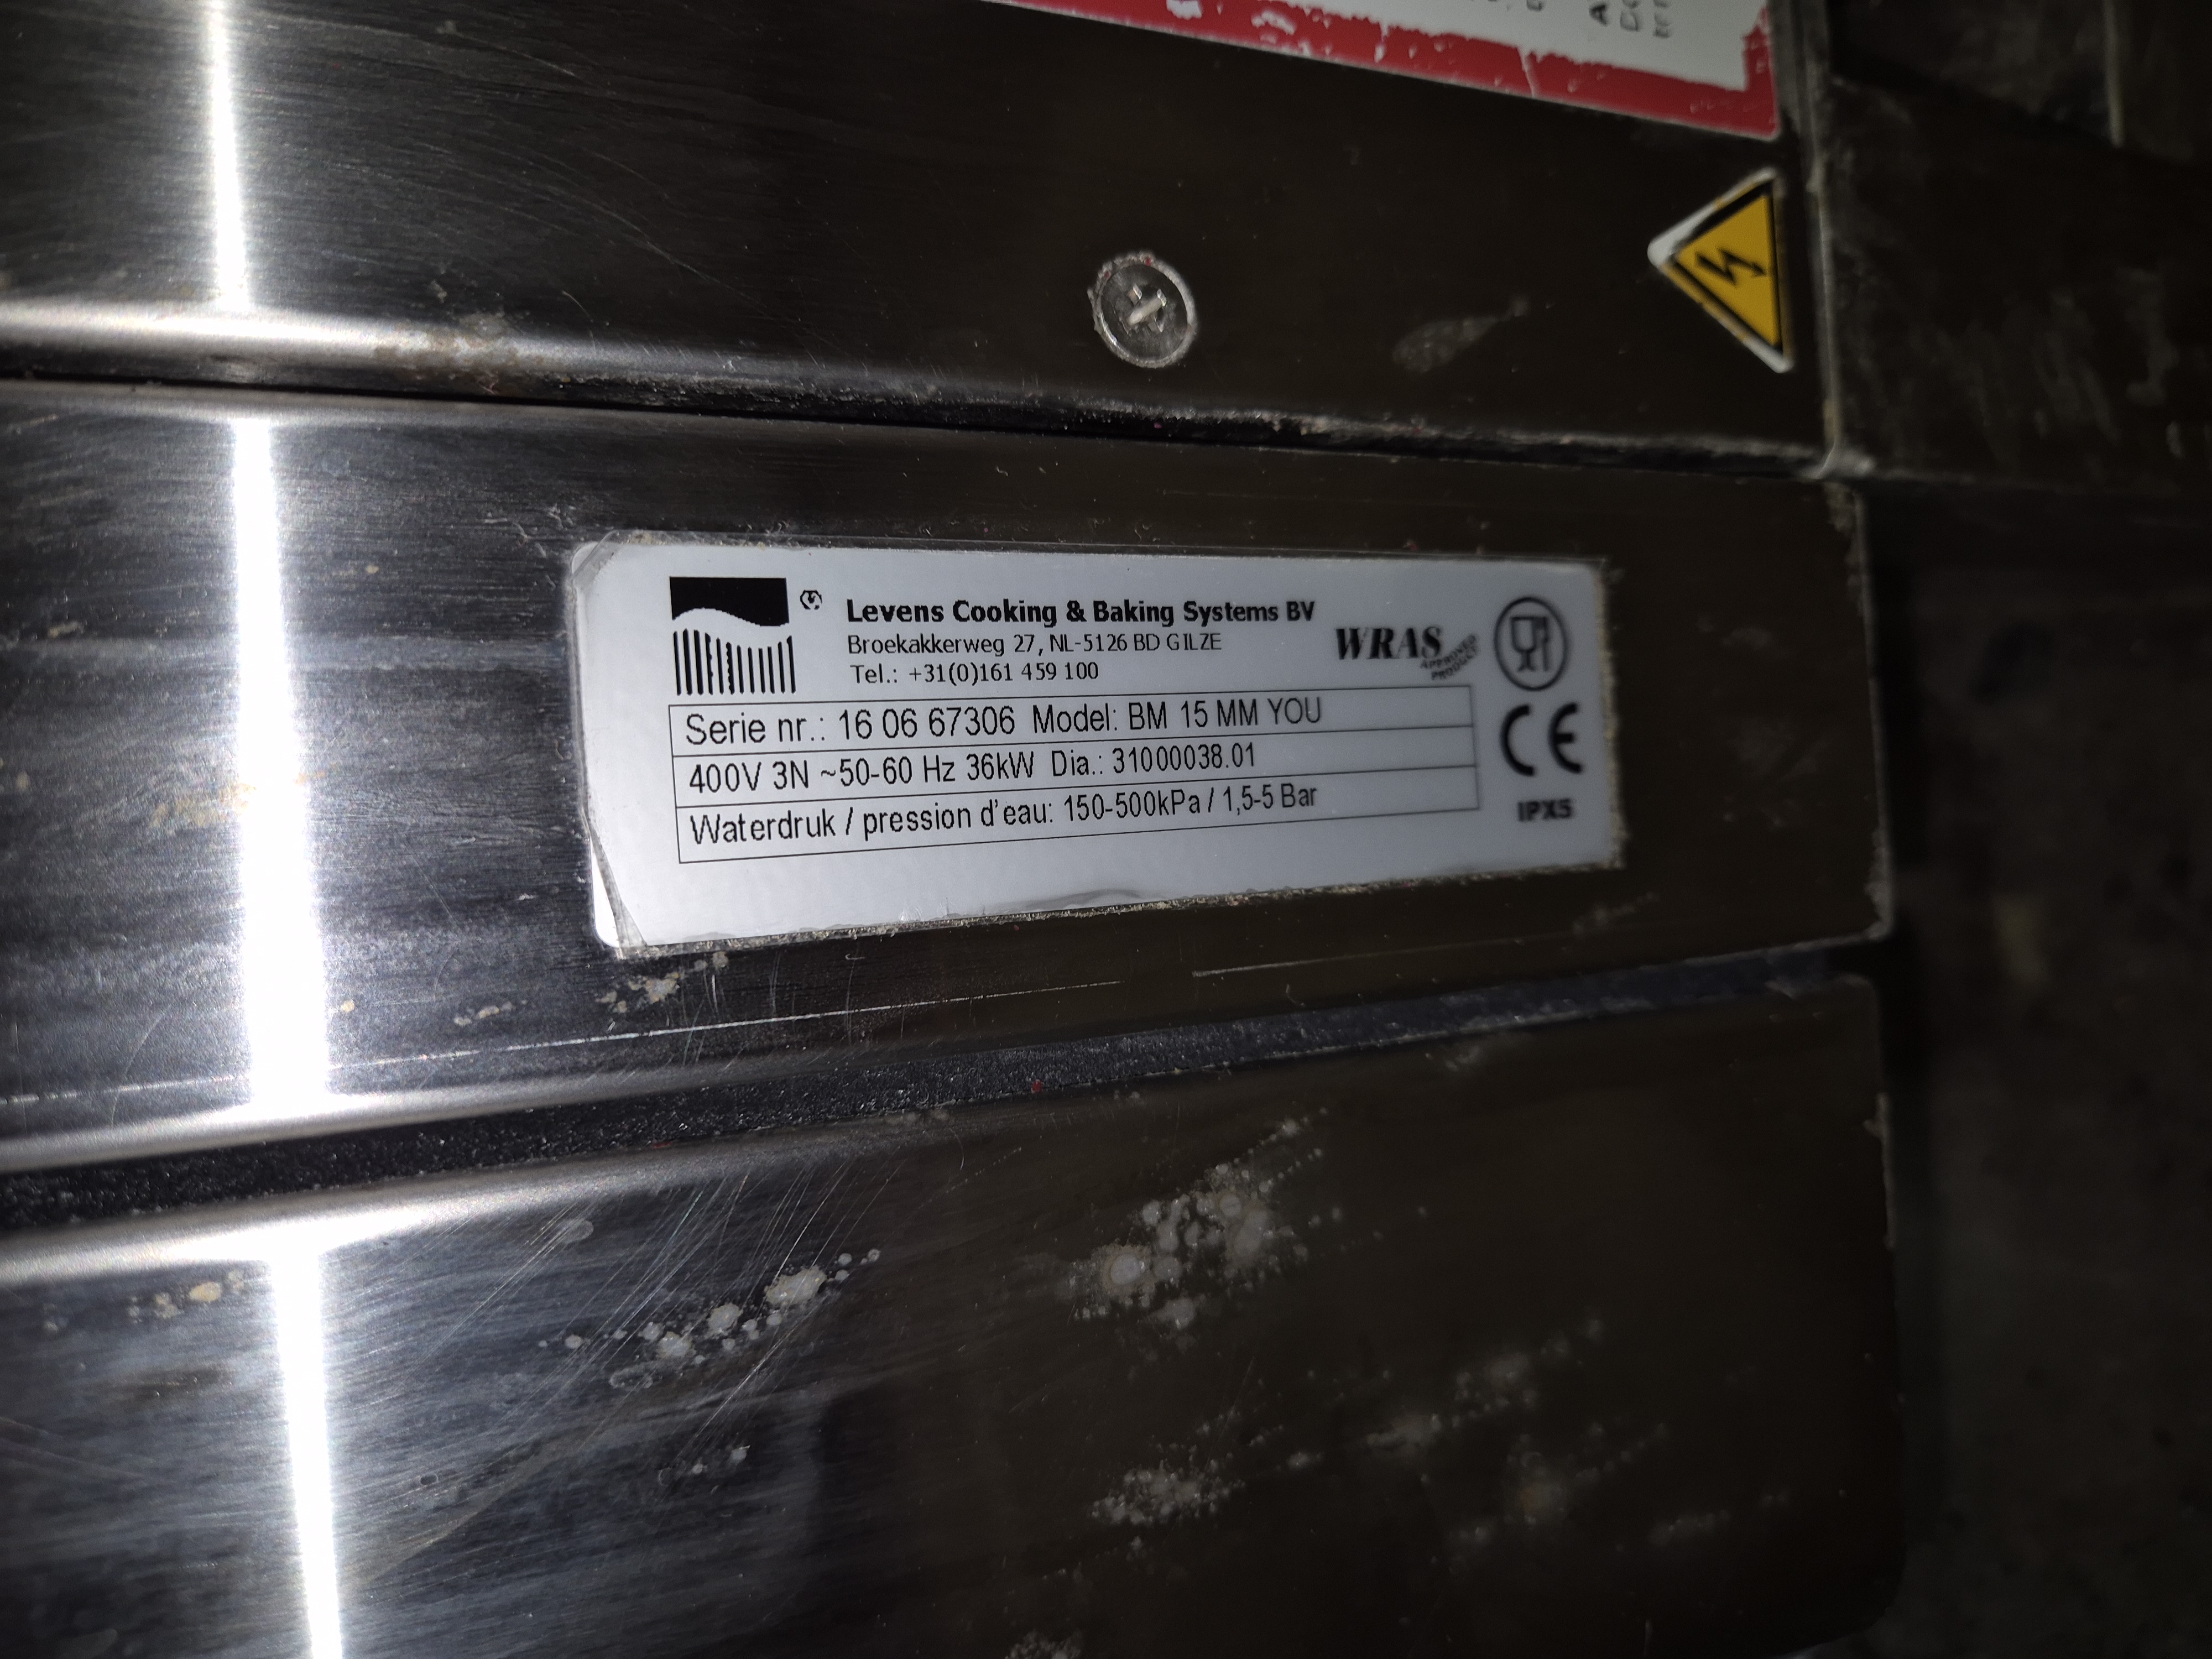 Levens Cooking & Baking Systems BV
Broekakkerweg 27, NL-5126 BD GILZE
Tel.: +31(0)161 459 100
WRAS
APPROVED
PRODUCT
Serie nr.: 16 06 67306 Model: BM 15 MM YOU
400V 3N ~50-60 Hz 36kW Dia.: 31000038.01
Waterdruk / pression d'eau: 150-500kPa / 1,5-5 Bar
CE
IPX5